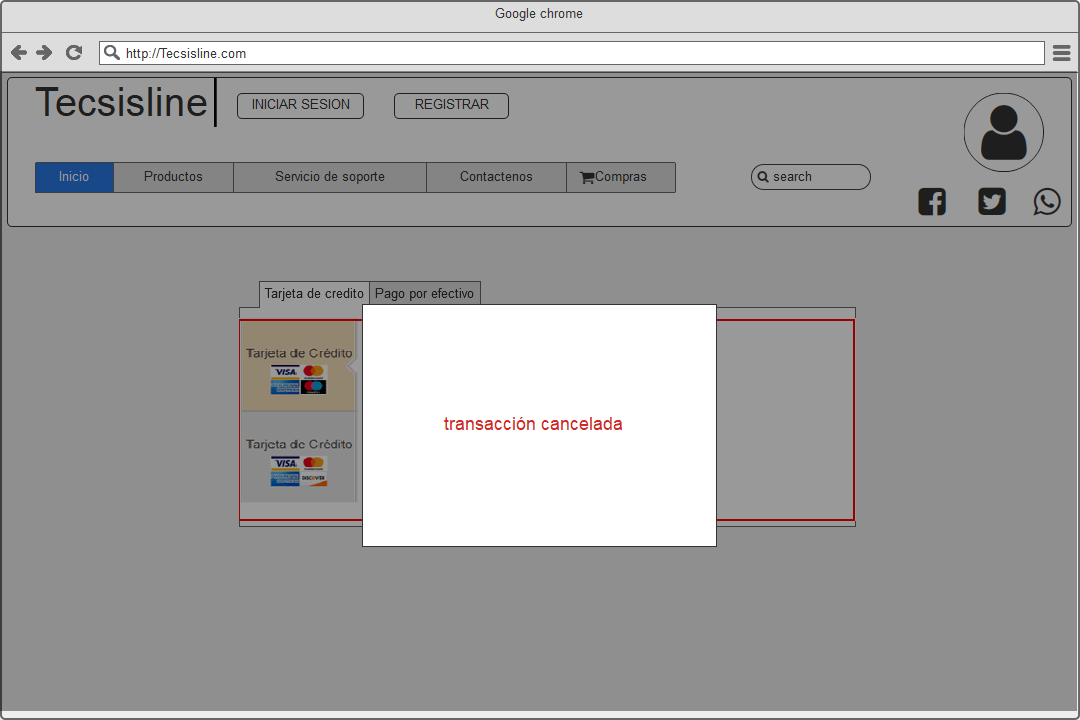 Google chrome
http://Tecsisline.com
Tecsisline
INICIAR SESION
REGISTRAR
Inicio
Productos
Servicio de soporte
Contactenos
Compras
search
Tarjeta de credito
Pago por efectivo
Tarjeta de Crédito
VISA
transacción cancelada
Tarjeta de Crédito
VISA
DISCOVER